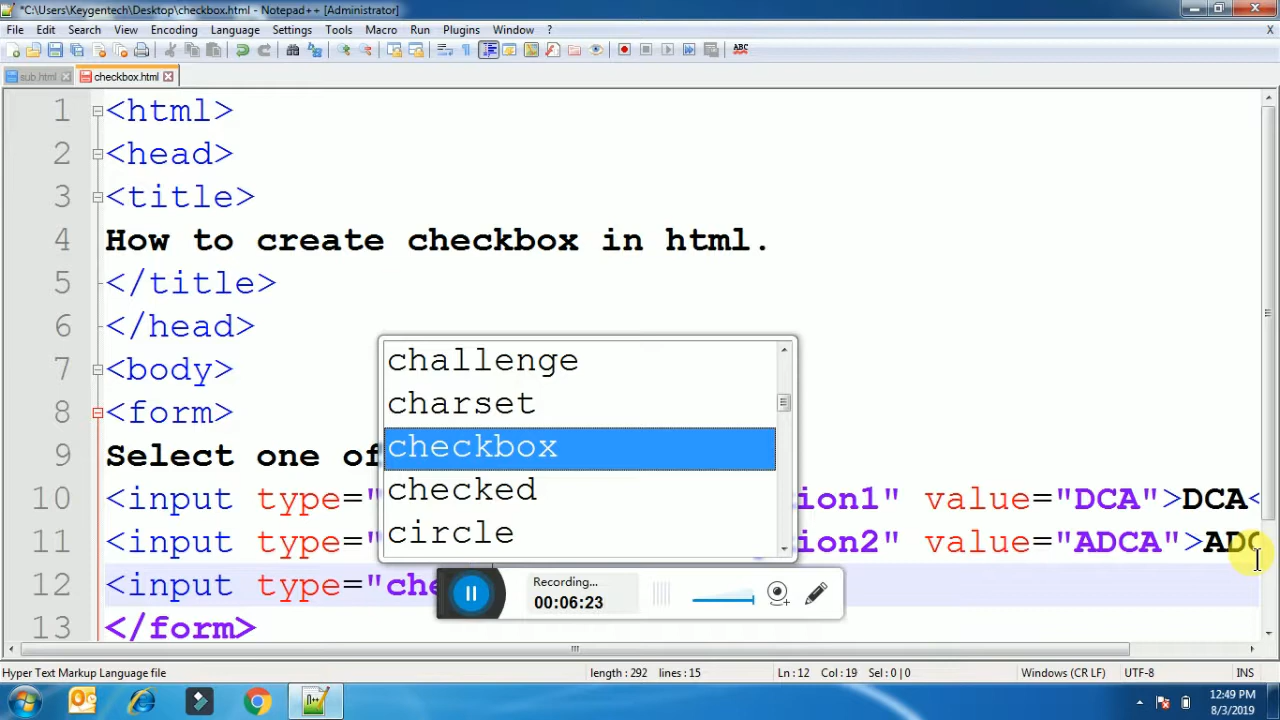 *C:\Users\Keygentech\Desktop\checkbox.html - Notepad++ [Administrator]
File Edit Search View Encoding Language Settings Tools Macro Run Plugins Window ? X
ABC
sub.html checkbox.html
1 <html>
2 <head>
3 <title>
4 How to create checkbox in html.
5 </title>
6 </head>
7 <body>
8 <form>
9 Select one of
10 <input type=" ion1" value="DCA">DCA<
11 <input type=" ion2" value="ADCA">ADC
12 <input type="che
13 </form>
challenge
charset
checkbox
checked
circle
Recording...
00:06:23
Hyper Text Markup Language file length : 292 lines : 15 Ln : 12 Col : 19 Sel : 0 | 0 Windows (CR LF) UTF-8 INS
12:49 PM
8/3/2019